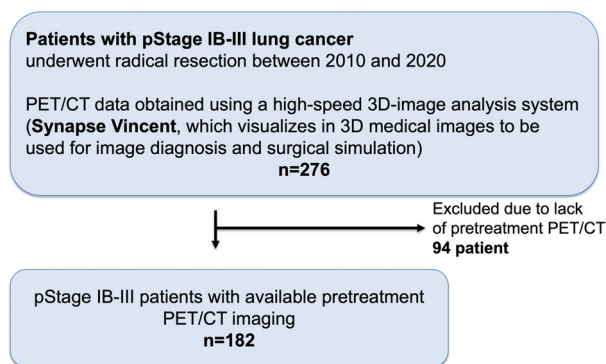 Patients with pStage IB-III lung cancer
underwent radical resection between 2010 and 2020
PET/CT data obtained using a high-speed 3D-image analysis system
(Synapse Vincent, which visualizes in 3D medical images to be
used for image diagnosis and surgical simulation)
n=276
Excluded due to lack
of pretreatment PET/CT
94 patient
pStage IB-III patients with available pretreatment
PET/CT imaging
n=182